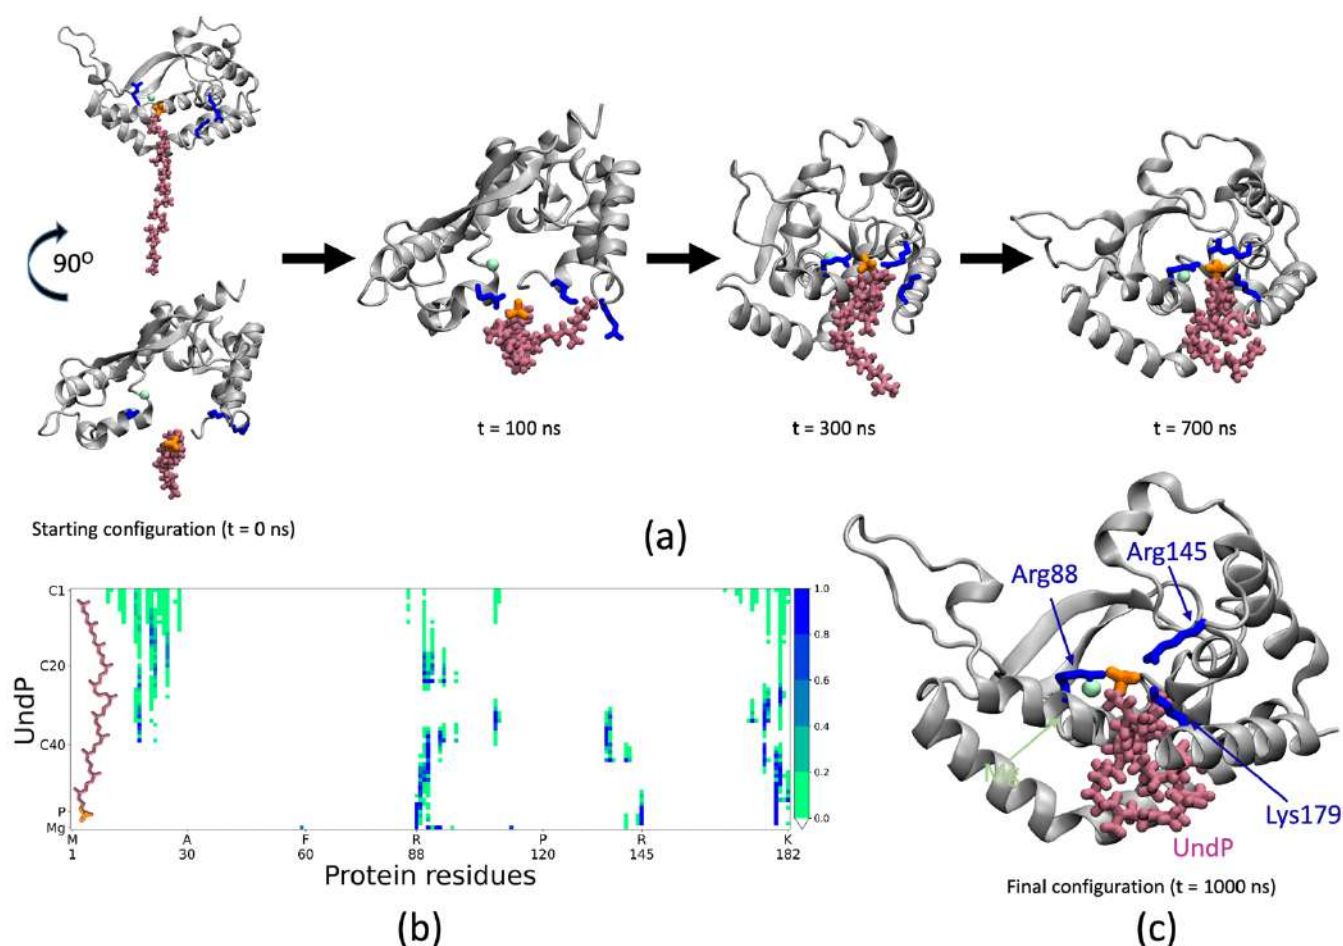 90O
Starting configuration (t = 0 ns)
t = 100 ns
t = 300 ns
t = 700 ns
(a)
C1
C20
C40
P
Mg
UndP
M
1
A
30
F
60
R
88
P
120
R
145
K
182
Protein residues
1.0
0.8
0.6
0.4
0.2
0.0
(b)
Arg88
Arg145
Mg
Lys179
UndP
Final configuration (t = 1000 ns)
(c)